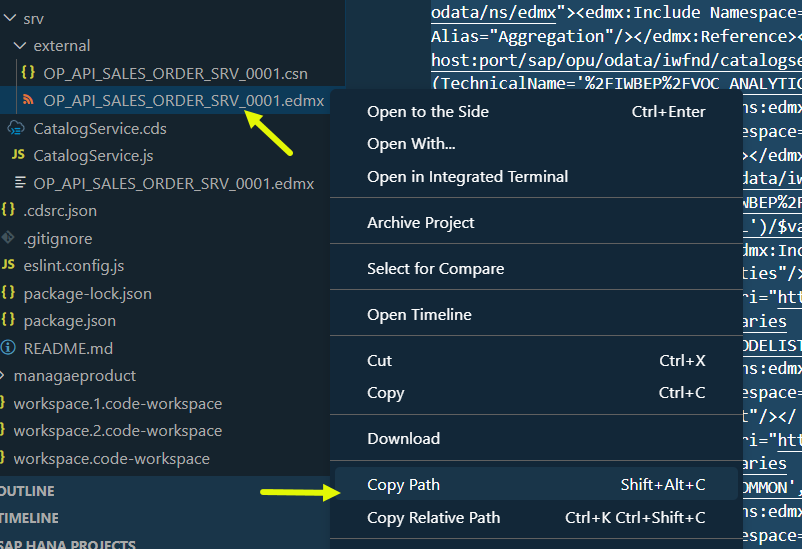 srv
external
OP_API_SALES_ORDER_SRV_0001.csn
OP_API_SALES_ORDER_SRV_0001.edmx
CatalogService.cds
JS CatalogService.js
OP_API_SALES_ORDER_SRV_0001.edmx
{} .cdsrc.json
.gitignore
JS eslint.config.js
{} package-lock.json
{} package.json
README.md
managaeproduct
workspace.1.code-workspace
workspace.2.code-workspace
workspace.code-workspace
OUTLINE
TIMELINE
SAP HANA PROJECTS
Open to the Side Ctrl+Enter
Open With...
Open in Integrated Terminal
Archive Project
Select for Compare
Open Timeline
Cut Ctrl+X
Copy Ctrl+C
Download
Copy Path Shift+Alt+C
Copy Relative Path Ctrl+K Ctrl+Shift+C
odata/ns/edmx"><edmx:Include Namespace=
Alias="Aggregation"/></edmx:Reference><
host:port/sap/opu/odata/iwfnd/catalogse
(TechnicalName='%2FIWBEP%2FVOC_ANALYTIC
ns:edmx
espace=
></edmx
data/iw
WBEP%2F
L')/$va
dmx:Inc
ties"/>
ri="htt
aries
ODELIST
ns:edmx
espace=
t"/></
ri="htt
aries
OMMON',
ns:edmx
espace=